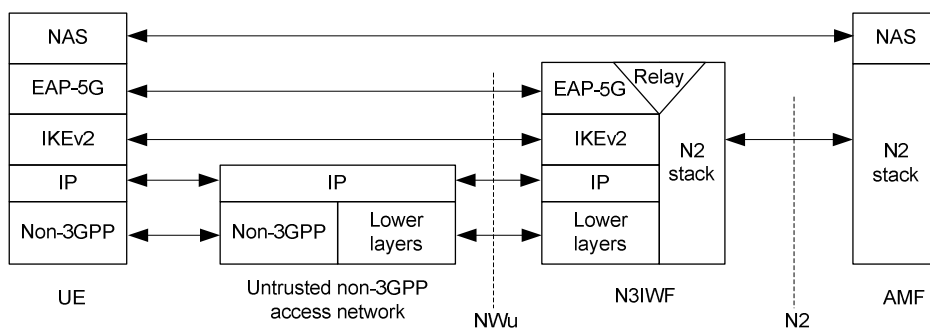 NAS
NAS
EAP-5G
EAP-5G
Relay
IKEv2
IKEv2
N2
stack
N2
stack
IP
IP
IP
Non-3GPP
Non-3GPP
Lower
layers
Lower
layers
UE
Untrusted non-3GPP
access network
N3IWF
AMF
NWu
N2